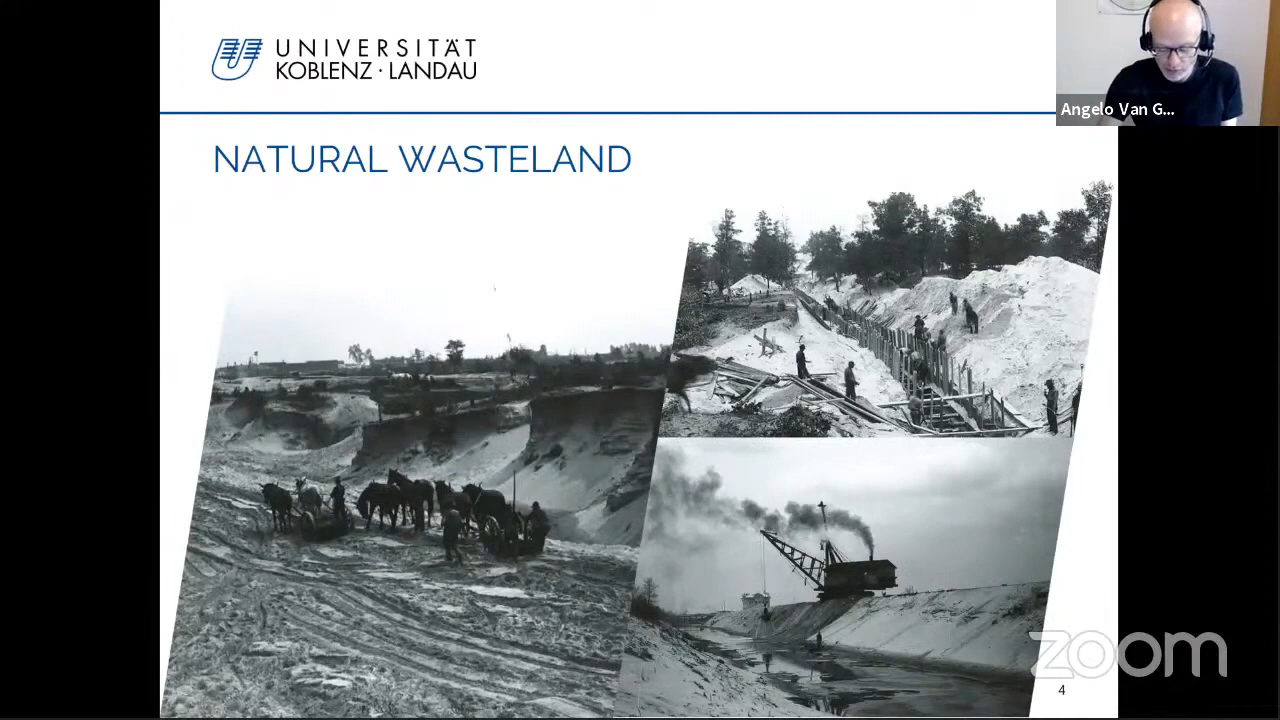 UNIVERSITÄT
KOBLENZ · LANDAU
Angelo Van G...
NATURAL WASTELAND
zoom
4